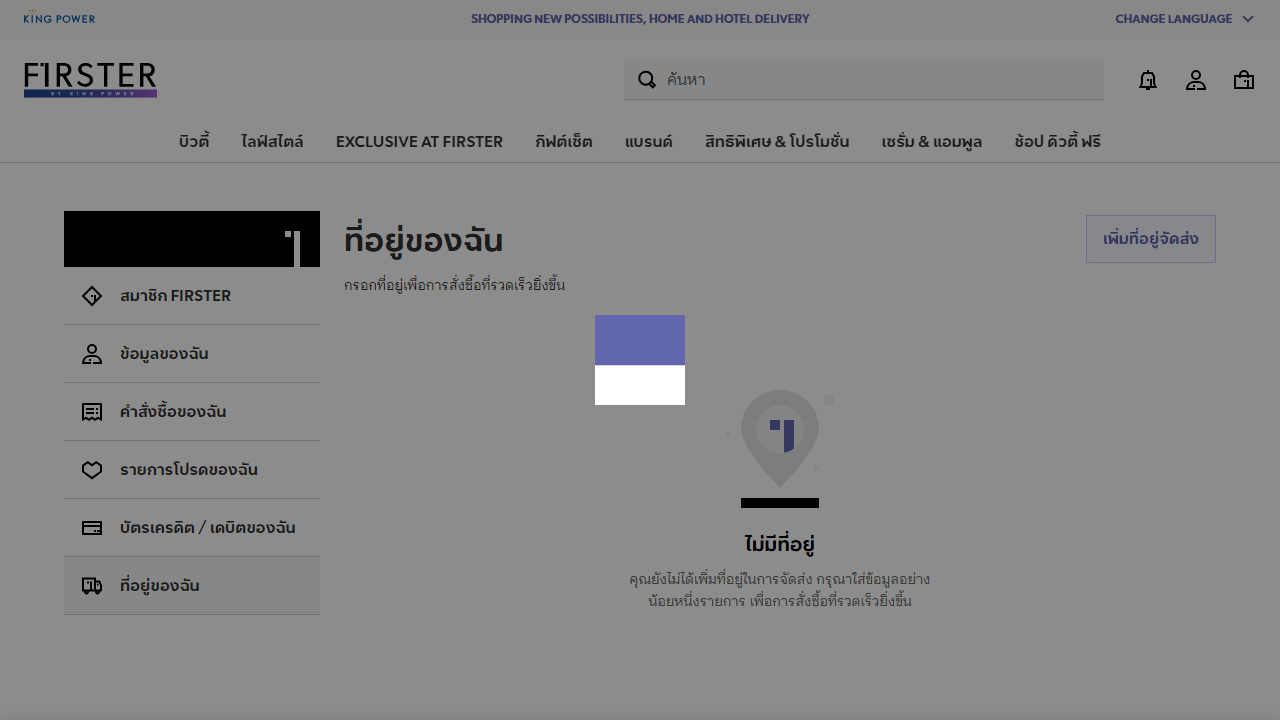 KING POWER
SHOPPING NEW POSSIBILITIES, HOME AND HOTEL DELIVERY
CHANGE LANGUAGE
FIRSTER
BY KING POWER
ค้นหา
บิวตี้
ไลฟ์สไตล์
EXCLUSIVE AT FIRSTER
กิฟต์เซ็ต
แบรนด์
สิทธิพิเศษ & โปรโมชั่น
เซรั่ม & แอมพูล
ช้อป ดิวตี้ ฟรี
สมาชิก FIRSTER
ข้อมูลของฉัน
คำสั่งซื้อของฉัน
รายการโปรดของฉัน
บัตรเครดิต / เดบิตของฉัน
ที่อยู่ของฉัน
ที่อยู่ของฉัน
กรอกที่อยู่เพื่อการสั่งซื้อที่รวดเร็วยิ่งขึ้น
เพิ่มที่อยู่จัดส่ง
ไม่มีที่อยู่
คุณยังไม่ได้เพิ่มที่อยู่ในการจัดส่ง กรุณาใส่ข้อมูลอย่าง
น้อยหนึ่งรายการ เพื่อการสั่งซื้อที่รวดเร็วยิ่งขึ้น